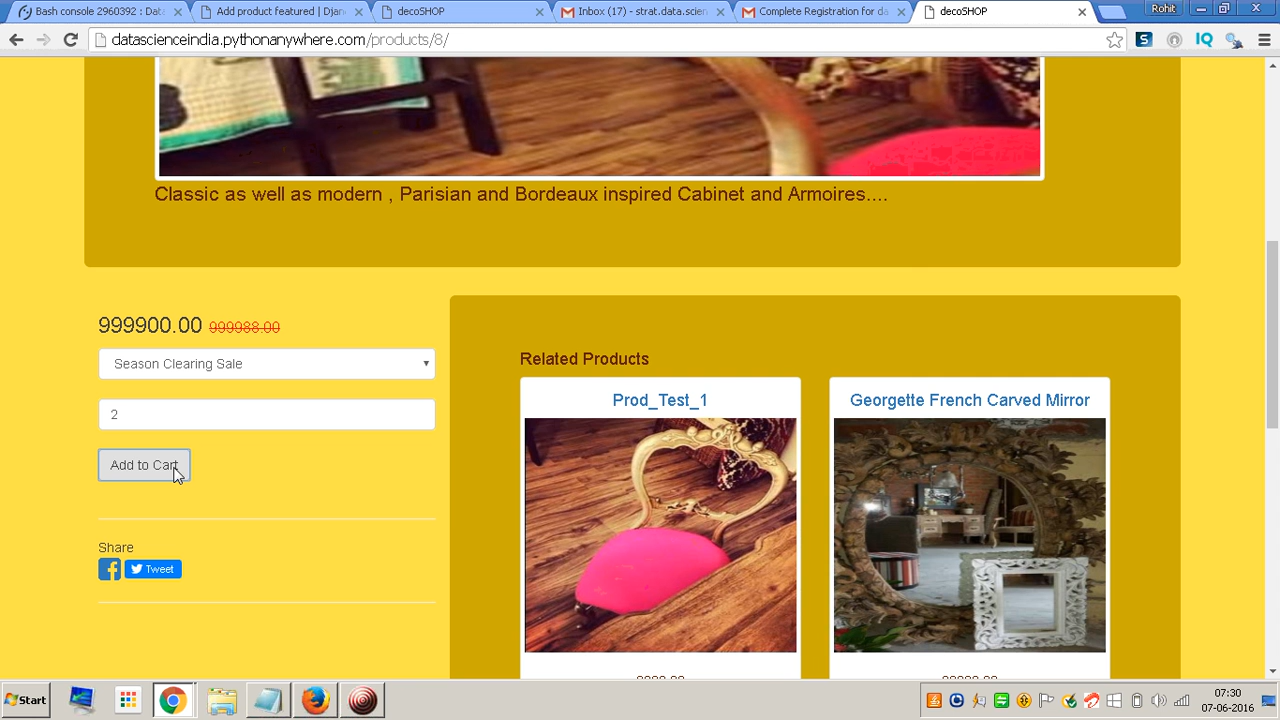 Bash console 2960392 : Dat
Add product featured | Djan
decoSHOP
Inbox (17) - strat.data.scien
Complete Registration for da
decoSHOP
Rohit
datascienceindia.pythonanywhere.com/products/8/
Classic as well as modern , Parisian and Bordeaux inspired Cabinet and Armoires....
999900.00 999988.00
Season Clearing Sale
2
Add to Cart
Share
Tweet
Related Products
Prod_Test_1
Georgette French Carved Mirror
Start
07:30
07-06-2016